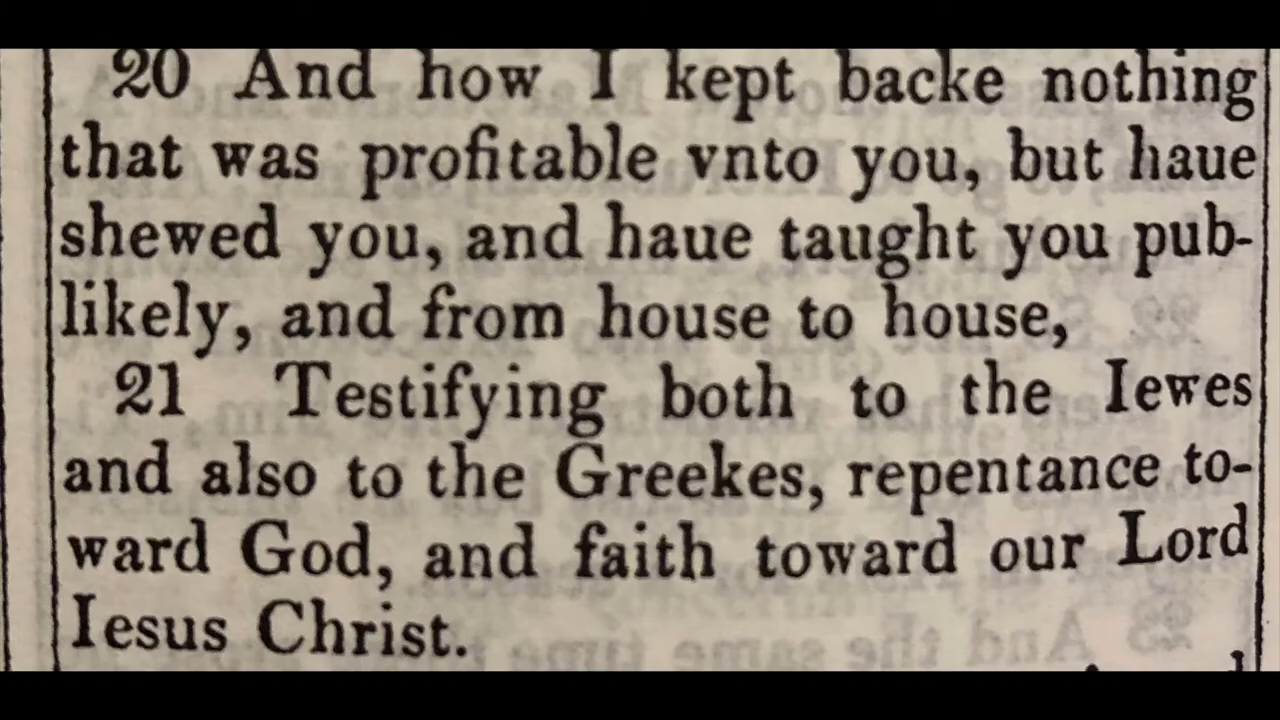 20 And how I kept backe nothing
that was profitable vnto you, but haue
shewed you, and haue taught you pub-
likely, and from house to house,
21 Testifying both to the Iewes
and also to the Greekes, repentance to-
ward God, and faith toward our Lord
Iesus Christ.